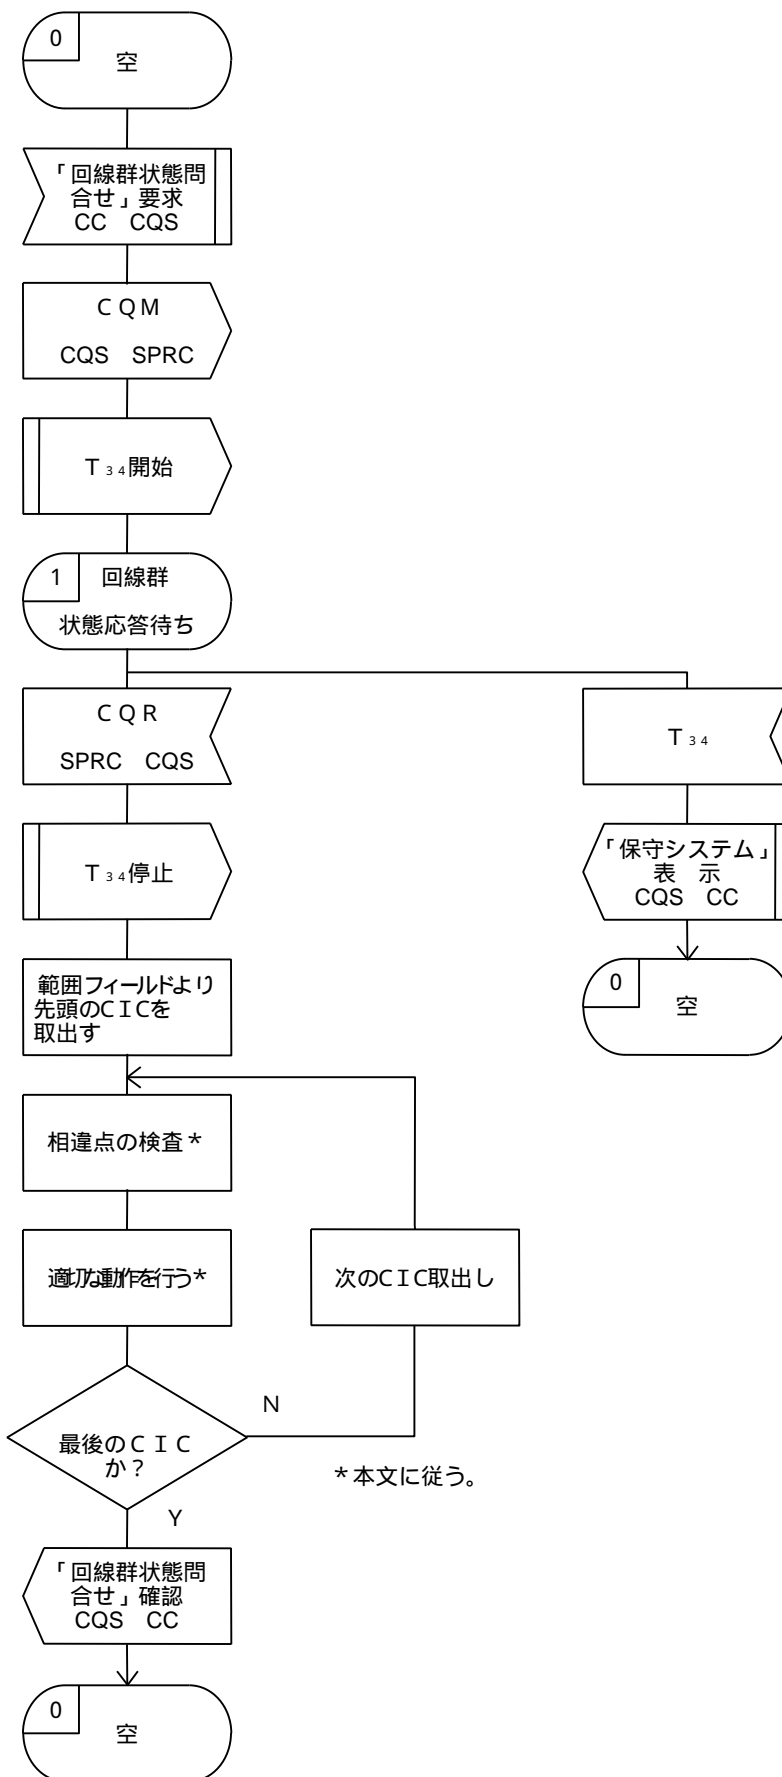 0
空
「回線群状態問
合せ」要求
CC CQS
CQM
CQS SPRC
T₃₄開始
1 回線群
状態応答待ち
CQR
SPRC CQS
T₃₄停止
範囲フィールドより
先頭のCICを
取出す
相違点の検査*
適切な動作を行う*
最後のCIC
か?
N
Y
次のCIC取出し
*本文に従う。
「回線群状態問
合せ」確認
CQS CC
0
空
T₃₄
「保守システム」
表 示
CQS CC
0
空